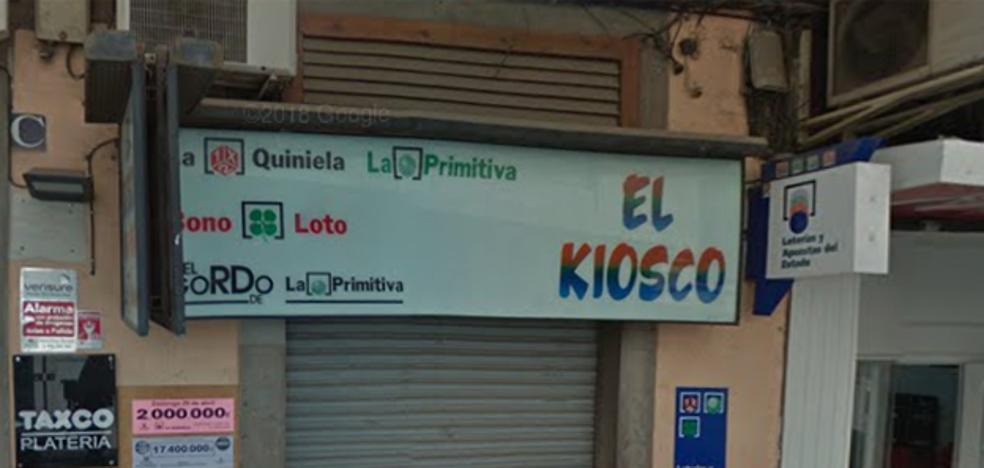 ©2018 Google
C
a Quiniela La Primitiva
ono Loto
EL
KIOSCO
EL
GORDO
DE La Primitiva
Loterías y
Apuestas del
Estado
verisure
Alarma
TAXCO
PLATERIA
2 000 000€
17 400 000€